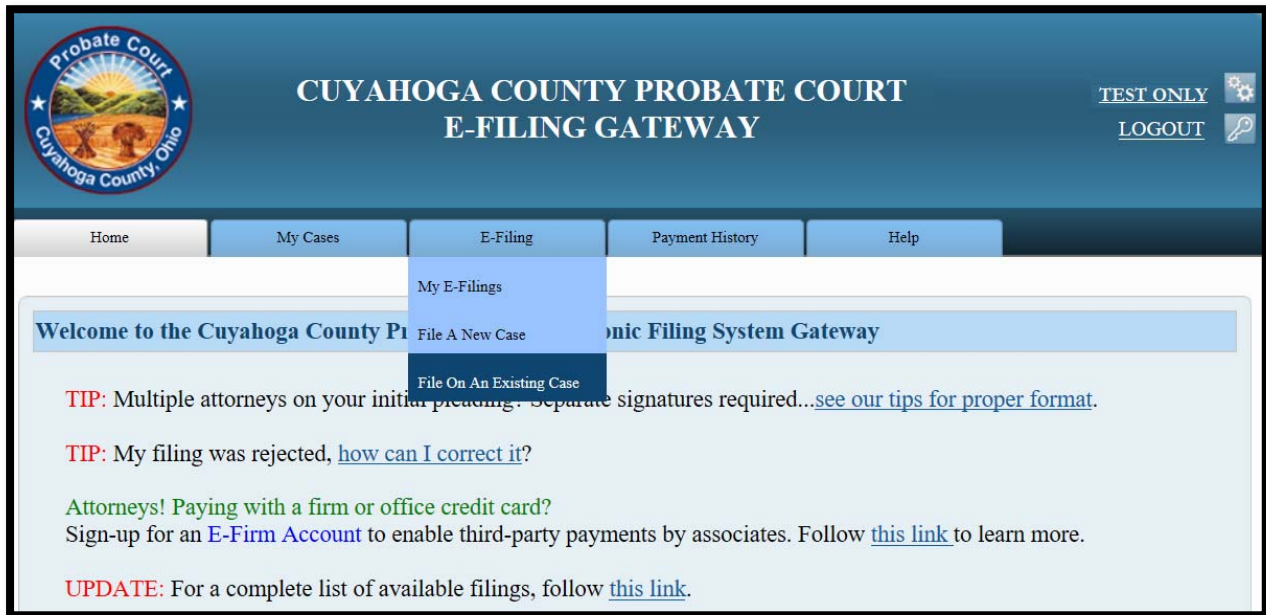 Probate Court
Cuyahoga County, Ohio
CUYAHOGA COUNTY PROBATE COURT
E-FILING GATEWAY
TEST ONLY
LOGOUT
Home
My Cases
E-Filing
Payment History
Help
My E-Filings
File A New Case
File On An Existing Case
Welcome to the Cuyahoga County onic Filing System Gateway
TIP: Multiple attorneys on your initial pleading? Separate signatures required...see our tips for proper format.
TIP: My filing was rejected, how can I correct it?
Attorneys! Paying with a firm or office credit card?
Sign-up for an E-Firm Account to enable third-party payments by associates. Follow this link to learn more.
UPDATE: For a complete list of available filings, follow this link.